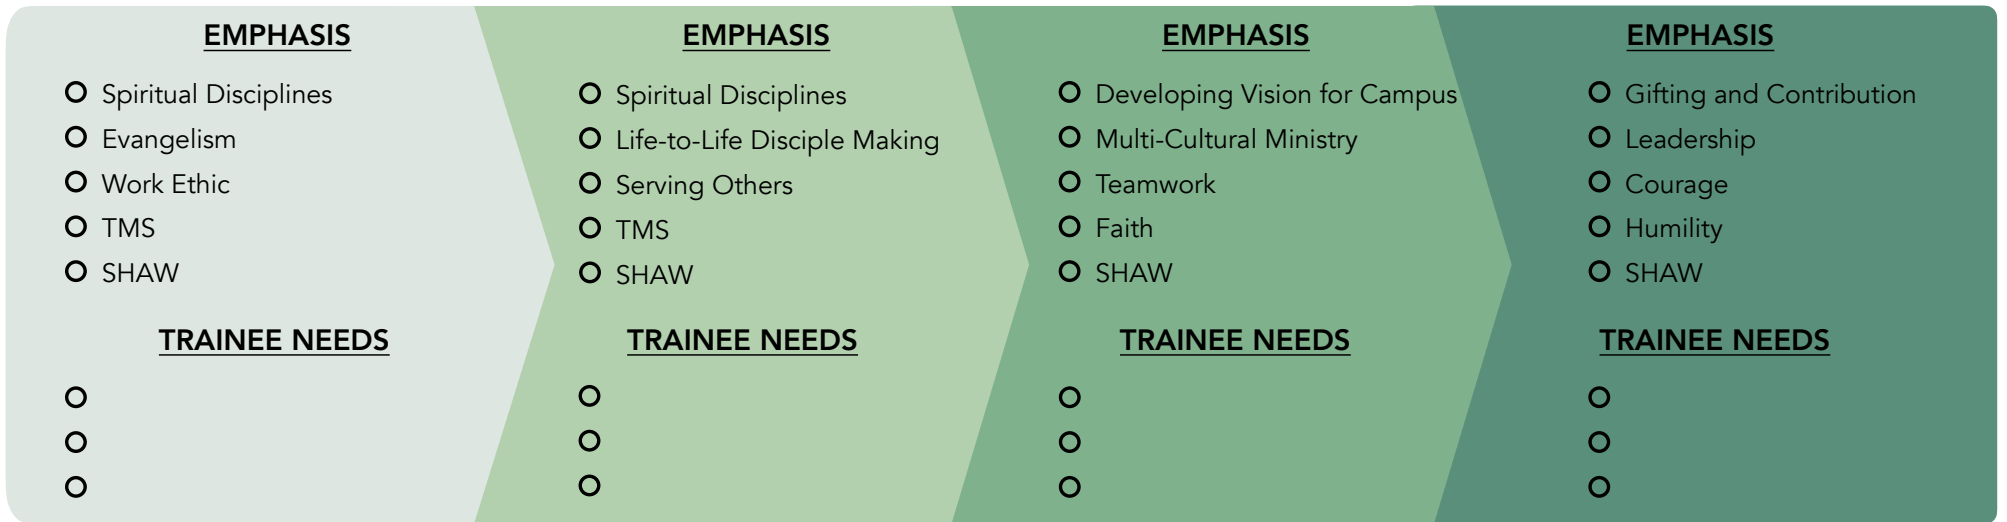 EMPHASIS
Spiritual Disciplines
Evangelism
Work Ethic
TMS
SHAW
TRAINEE NEEDS
EMPHASIS
Spiritual Disciplines
Life-to-Life Disciple Making
Serving Others
TMS
SHAW
TRAINEE NEEDS
EMPHASIS
Developing Vision for Campus
Multi-Cultural Ministry
Teamwork
Faith
SHAW
TRAINEE NEEDS
EMPHASIS
Gifting and Contribution
Leadership
Courage
Humility
SHAW
TRAINEE NEEDS